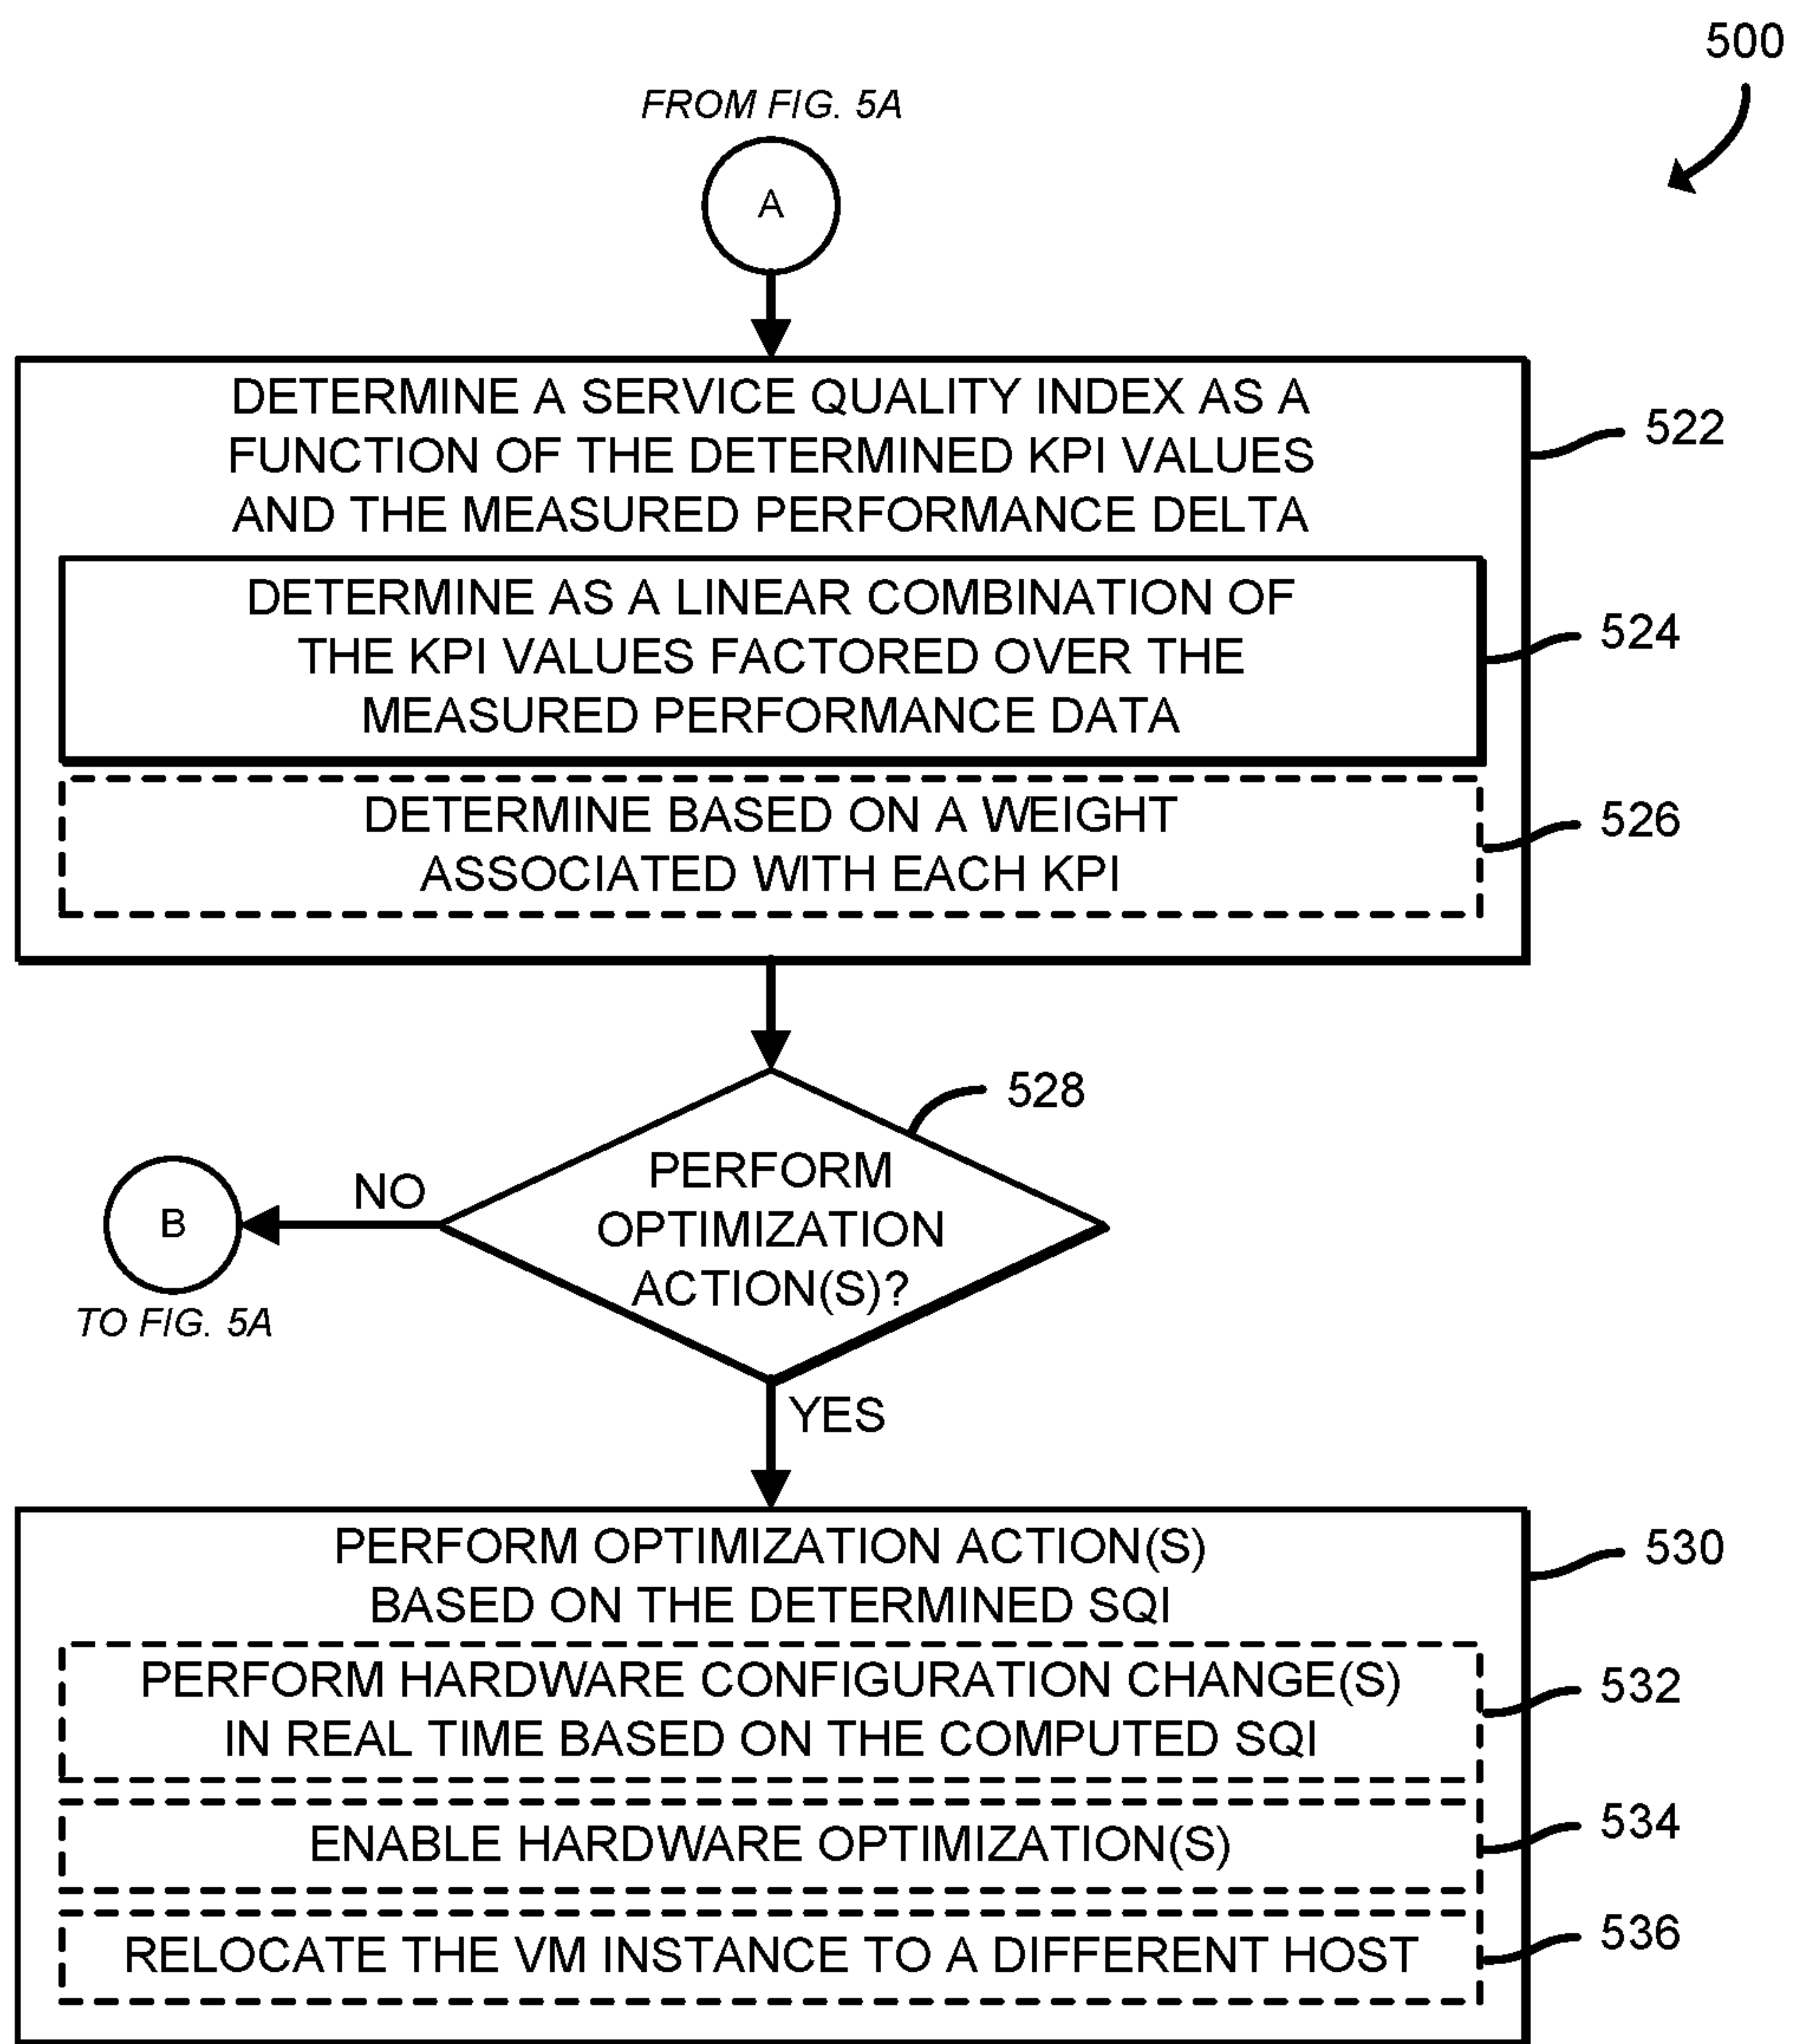 500
FROM FIG. 5A
A
DETERMINE A SERVICE QUALITY INDEX AS A
FUNCTION OF THE DETERMINED KPI VALUES
AND THE MEASURED PERFORMANCE DELTA
522
DETERMINE AS A LINEAR COMBINATION OF
THE KPI VALUES FACTORED OVER THE
MEASURED PERFORMANCE DATA
524
DETERMINE BASED ON A WEIGHT
ASSOCIATED WITH EACH KPI
526
528
PERFORM
OPTIMIZATION
ACTION(S)?
NO
B
TO FIG. 5A
YES
PERFORM OPTIMIZATION ACTION(S)
BASED ON THE DETERMINED SQI
530
PERFORM HARDWARE CONFIGURATION CHANGE(S)
IN REAL TIME BASED ON THE COMPUTED SQI
532
ENABLE HARDWARE OPTIMIZATION(S)
534
RELOCATE THE VM INSTANCE TO A DIFFERENT HOST
536